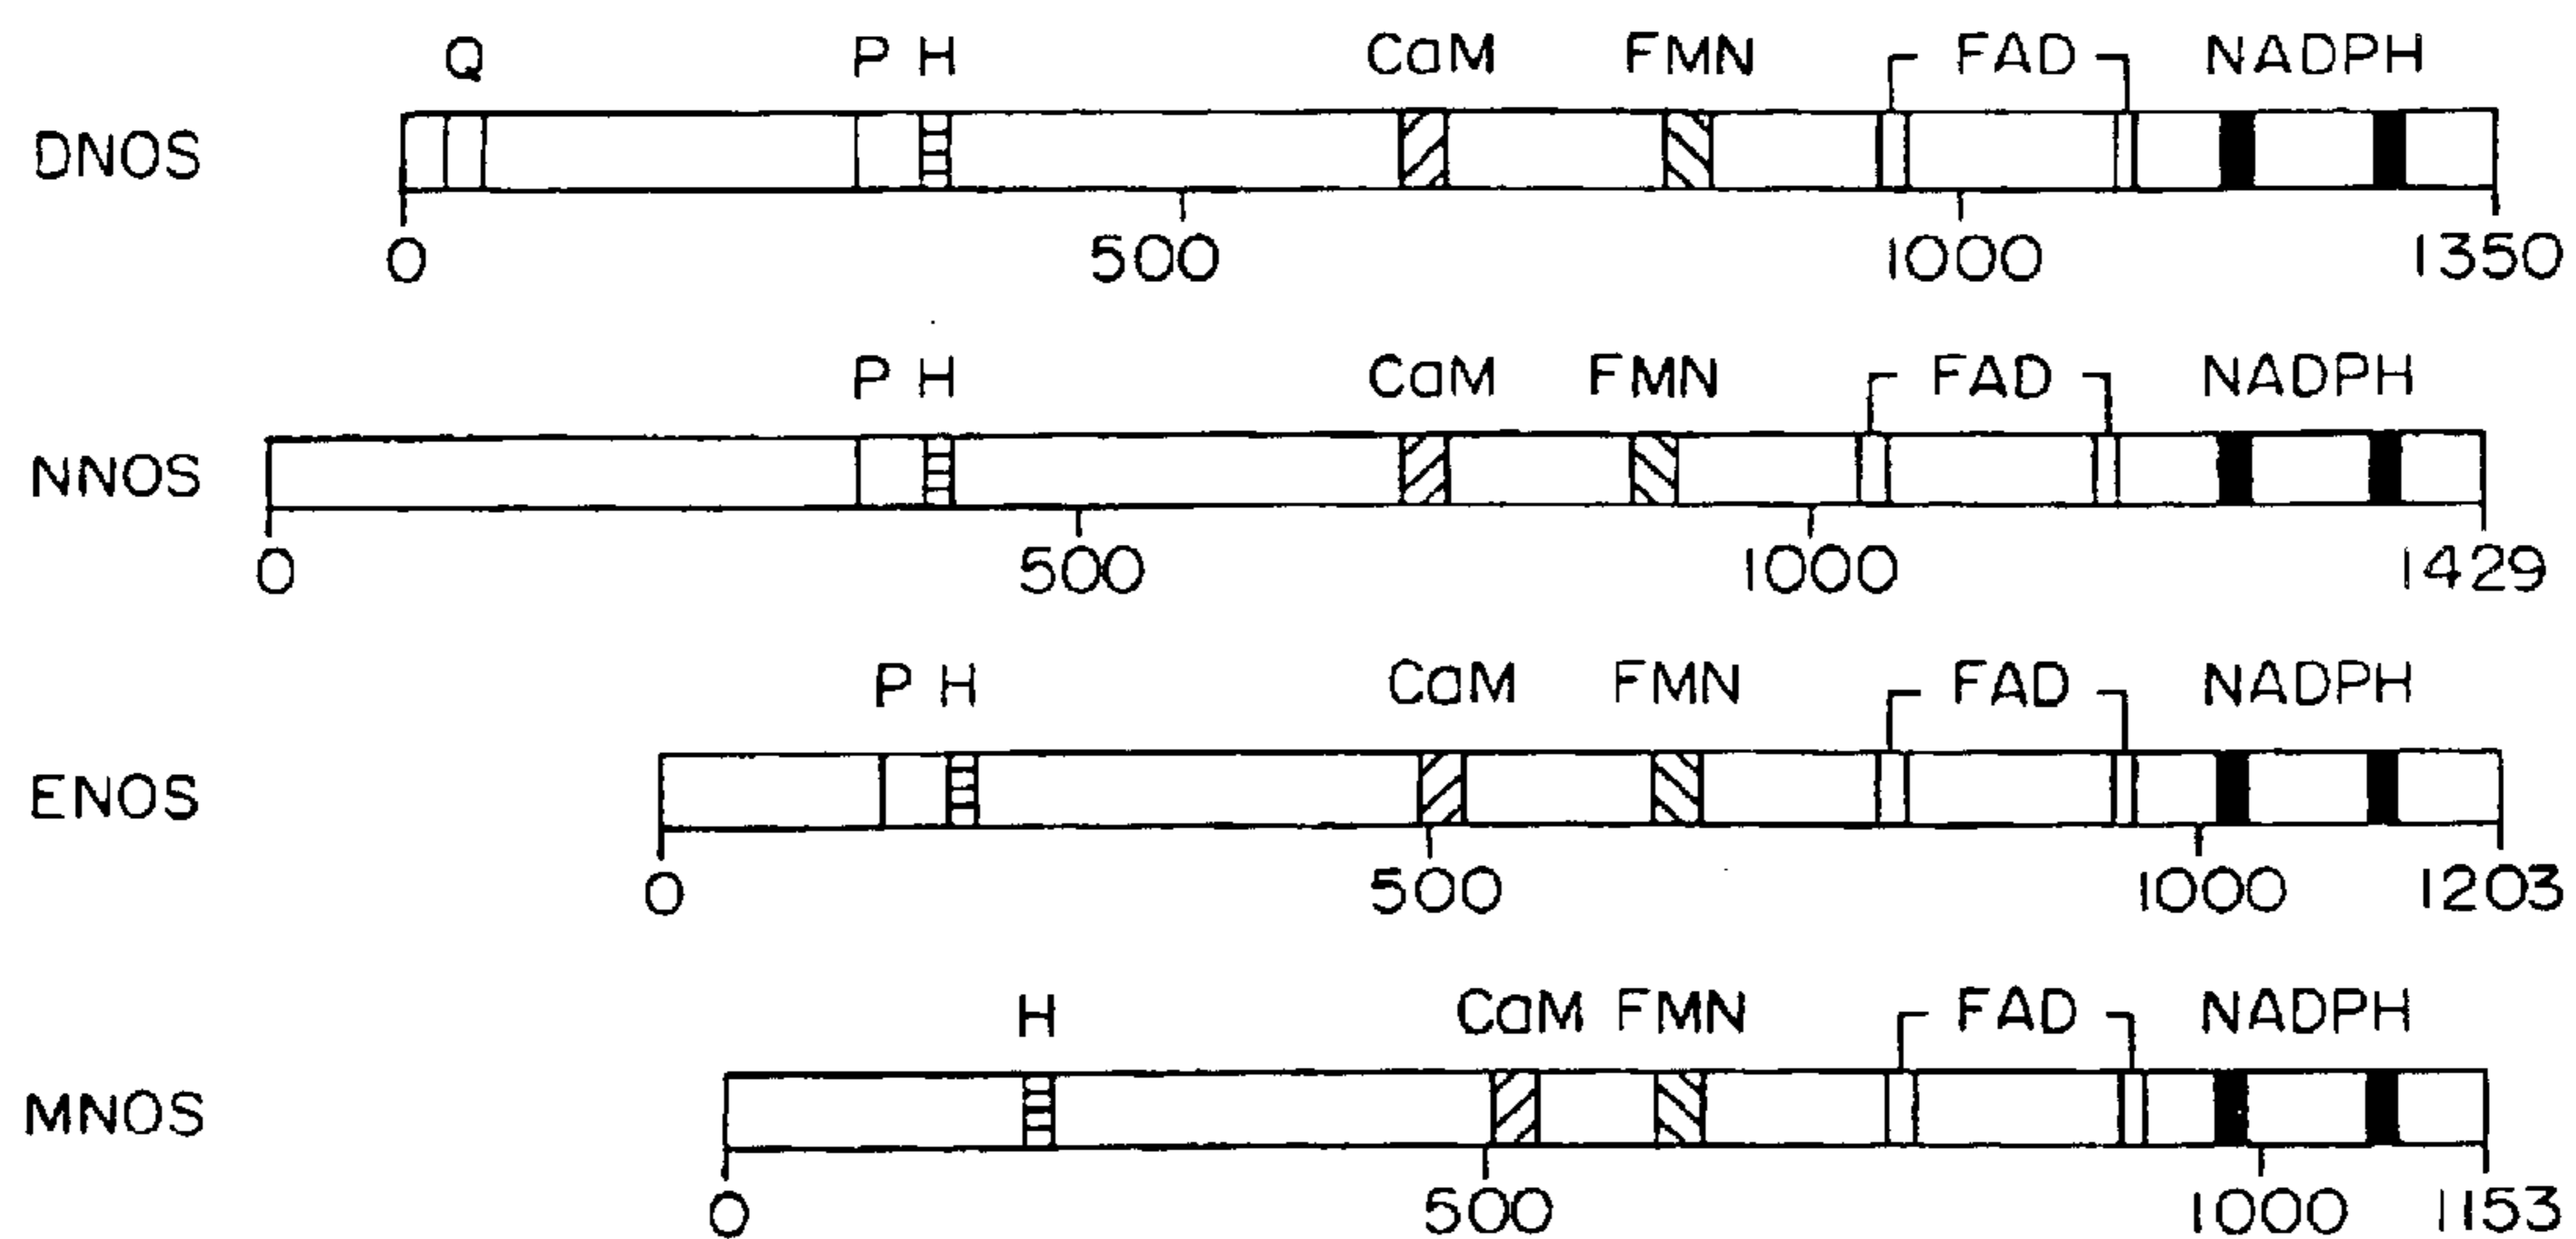 Q P H CaM FMN FAD NADPH
DNOS
0 500 1000 1350
P H CaM FMN FAD NADPH
NNOS
0 500 1000 1429
P H CaM FMN FAD NADPH
ENOS
0 500 1000 1203
H CaM FMN FAD NADPH
MNOS
0 500 1000 1153